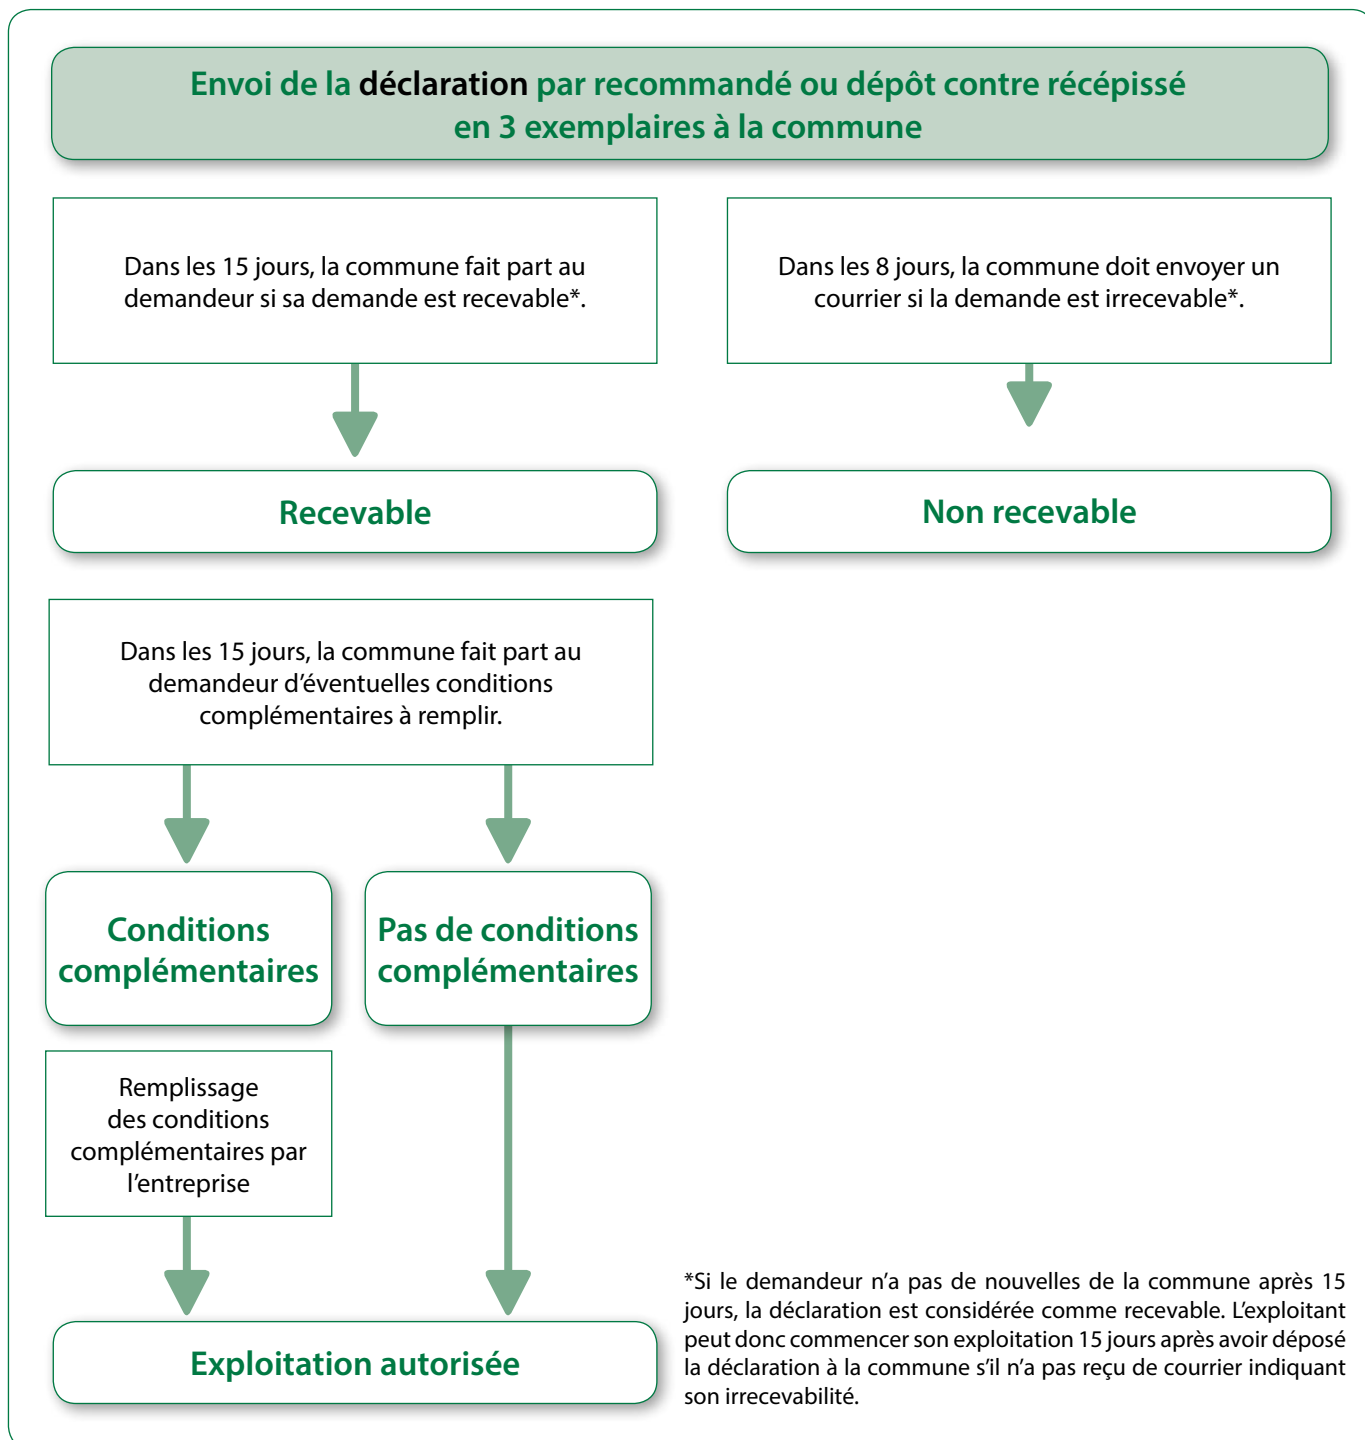 Envoi de la déclaration par recommandé ou dépôt contre récépissé
en 3 exemplaires à la commune
Dans les 15 jours, la commune fait part au
demandeur si sa demande est recevable*.
Dans les 8 jours, la commune doit envoyer un
courrier si la demande est irrecevable*.
Recevable
Non recevable
Dans les 15 jours, la commune fait part au
demandeur d’éventuelles conditions
complémentaires à remplir.
Conditions
complémentaires
Pas de conditions
complémentaires
Remplissage
des conditions
complémentaires par
l’entreprise
Exploitation autorisée
*Si le demandeur n’a pas de nouvelles de la commune après 15
jours, la déclaration est considérée comme recevable. L’exploitant
peut donc commencer son exploitation 15 jours après avoir déposé
la déclaration à la commune s’il n’a pas reçu de courrier indiquant
son irrecevabilité.